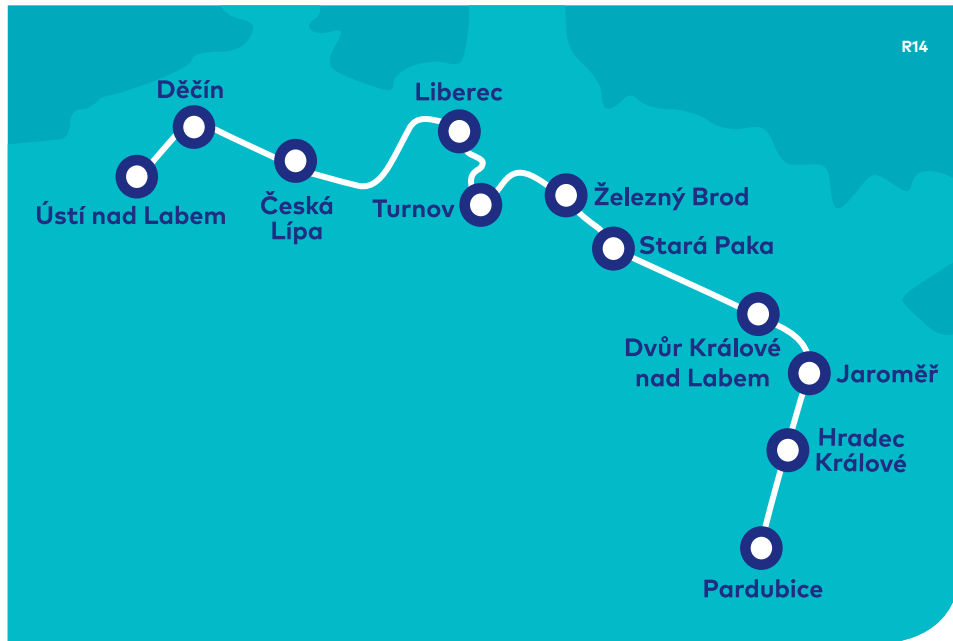 R14
Děčín
Liberec
Ústí nad Labem
Česká
Lípa
Turnov
Železný Brod
Stará Paka
Dvůr Králové
nad Labem
Jaroměř
Hradec
Králové
Pardubice